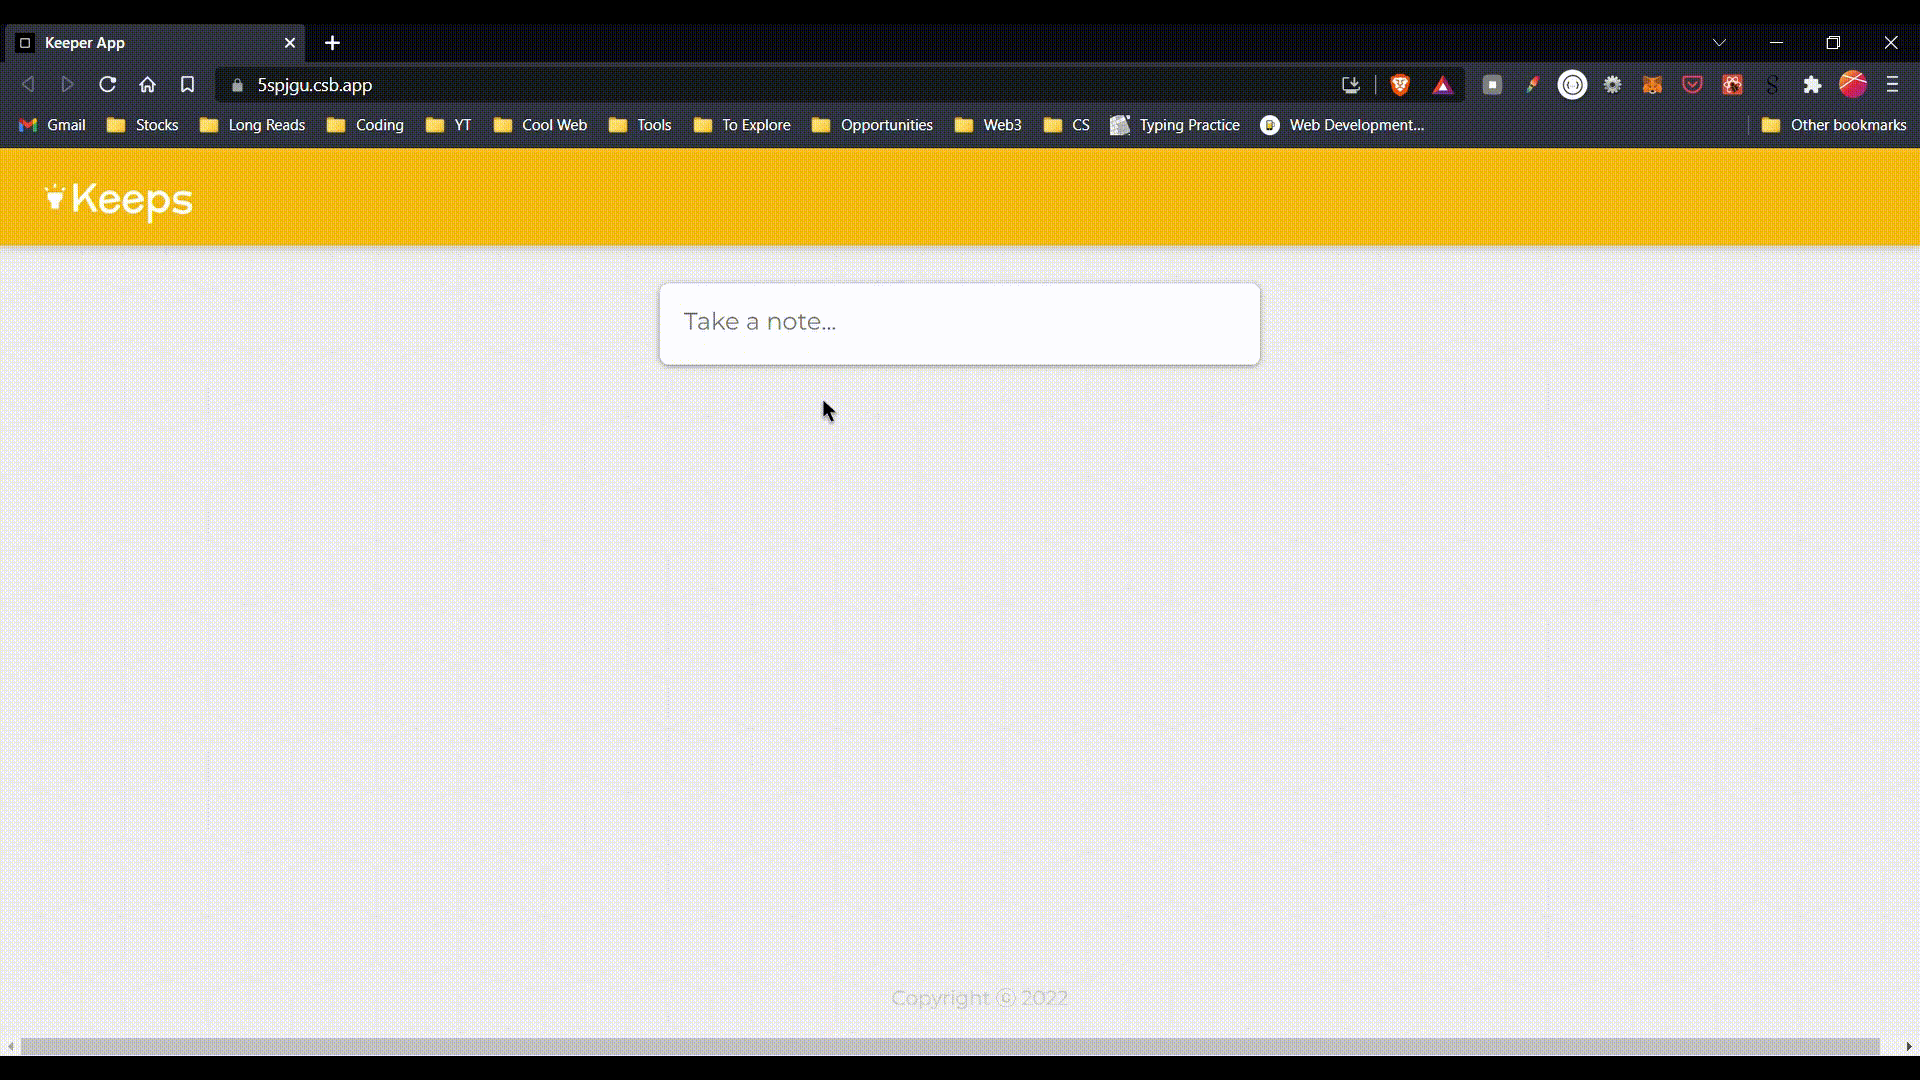 Keeper App
5spjgu.csb.app
Gmail Stocks Long Reads Coding YT Cool Web Tools To Explore Opportunities Web3 CS Typing Practice Web Development... Other bookmarks
Keeps
Take a note...
Copyright ⓒ 2022